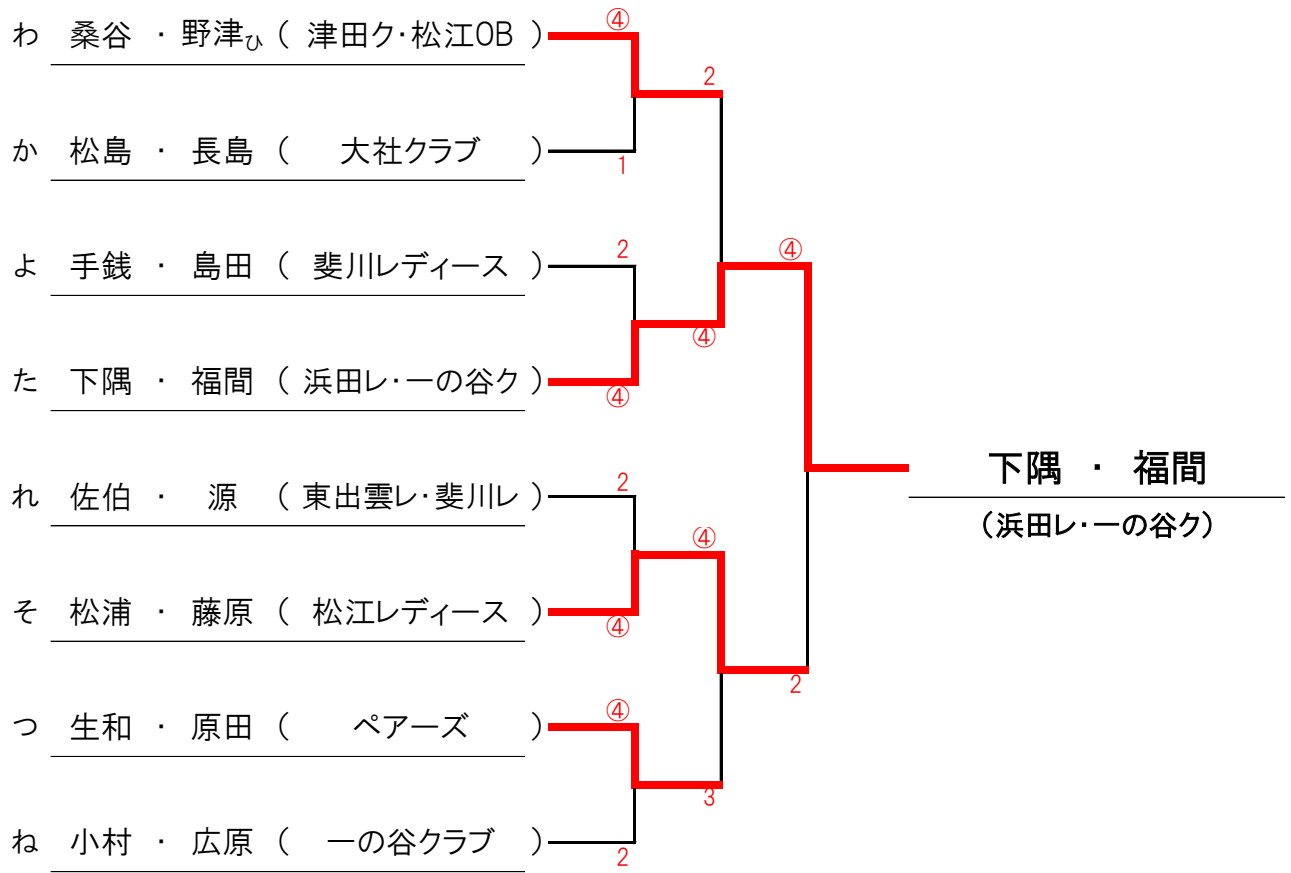 ④
わ 桑谷 ・ 野津ひ ( 津田ク・松江OB )
2
か 松島 ・ 長島 ( 大社クラブ )
1
2
④
よ 手銭 ・ 島田 ( 斐川レディース )
④
た 下隅 ・ 福間 ( 浜田レ・一の谷ク )
④
下隅 ・ 福間
れ 佐伯 ・ 源 ( 東出雲レ・斐川レ )
2
(浜田レ・一の谷ク)
④
そ 松浦 ・ 藤原 ( 松江レディース )
④
2
④
つ 生和 ・ 原田 ( ペアーズ )
3
ね 小村 ・ 広原 ( 一の谷クラブ )
2